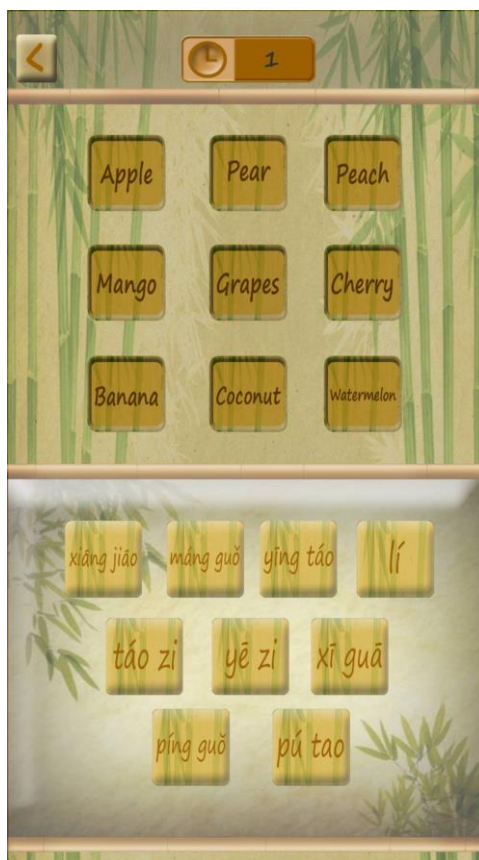 1
Apple Pear Peach
Mango Grapes Cherry
Banana Coconut Watermelon
xiāng jiāo máng guǒ yīng táo lí
táo zi yē zi xī guā
píng guǒ pú tao